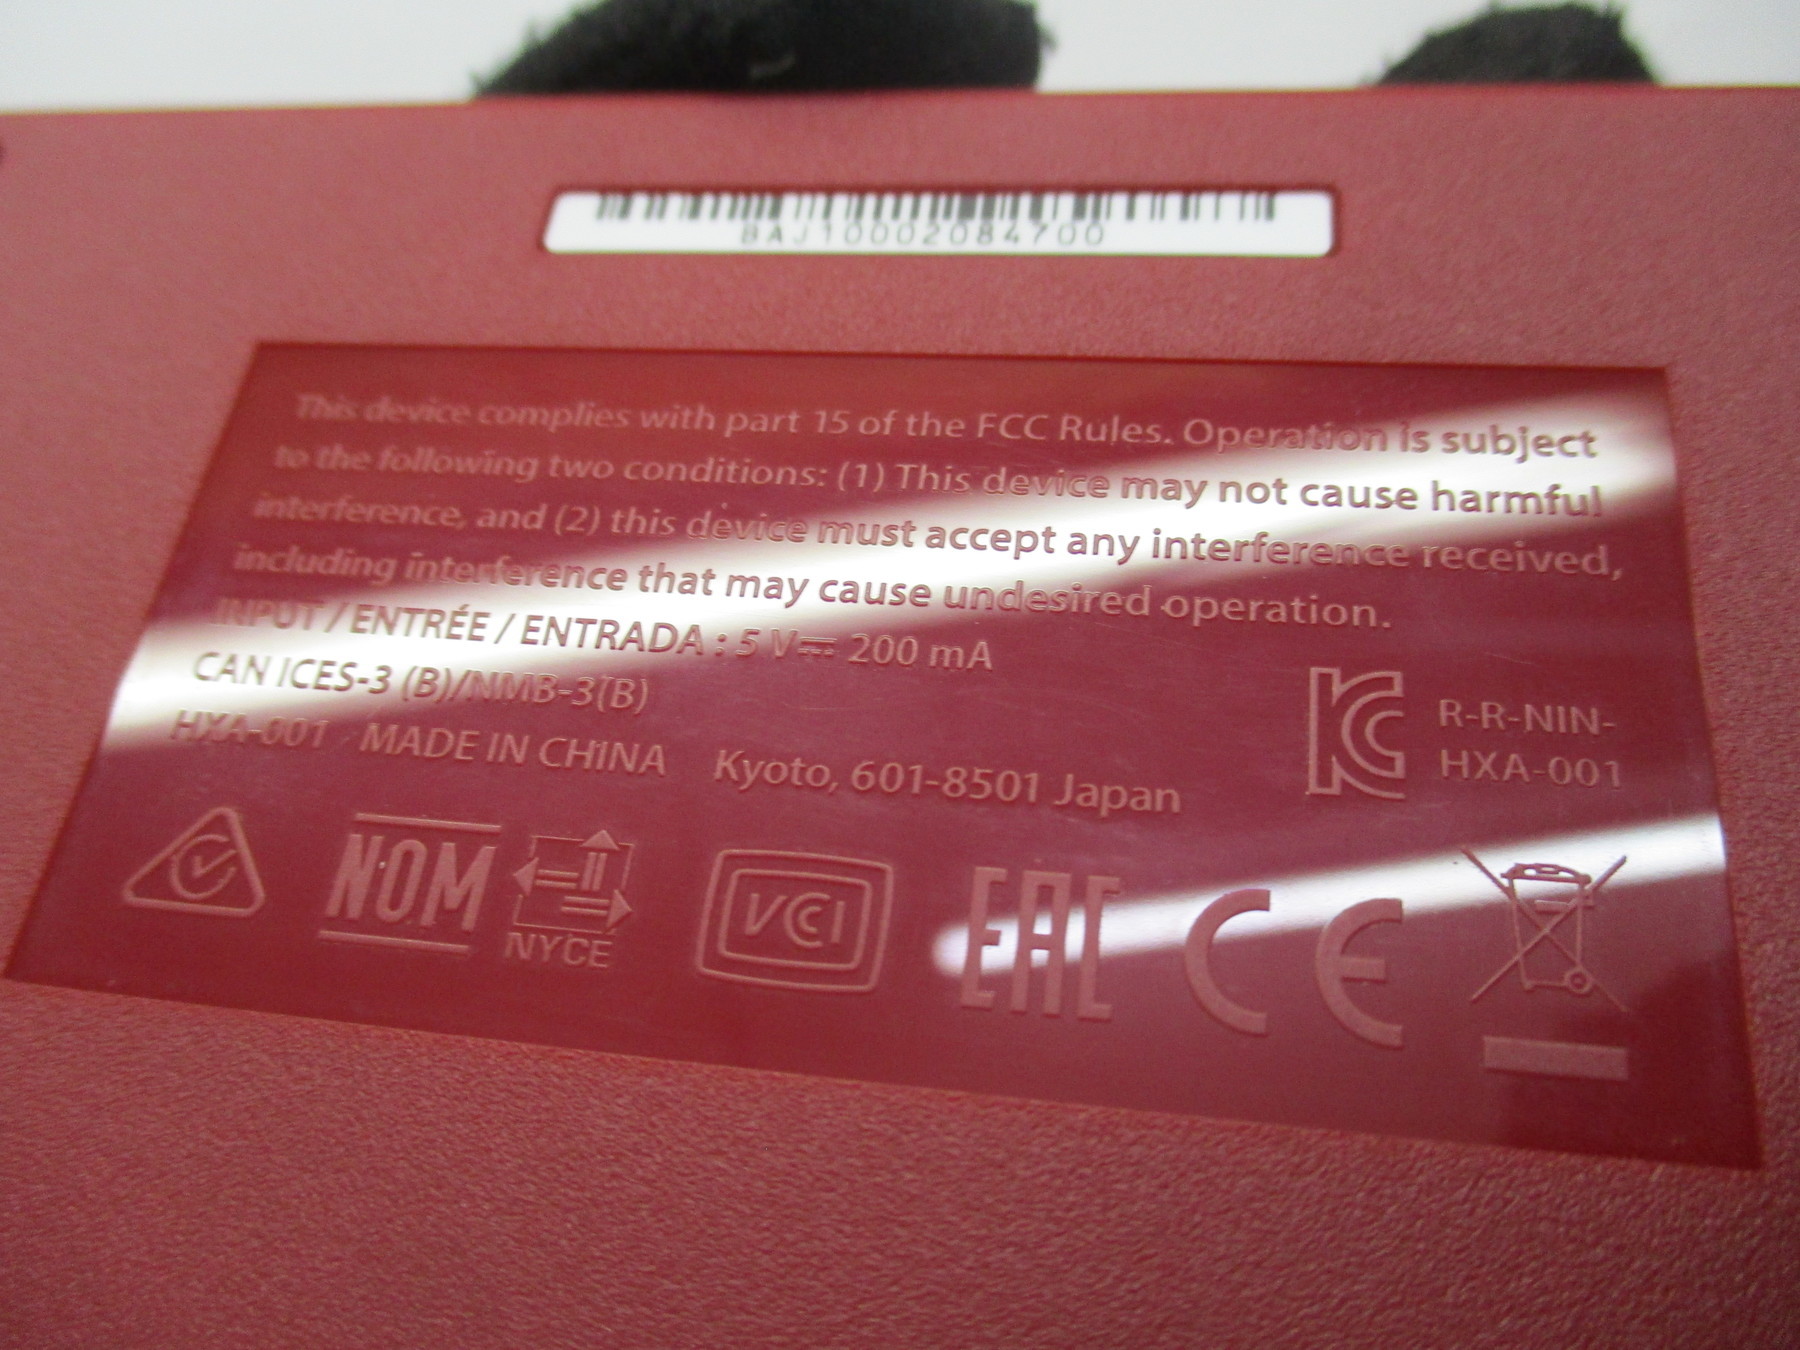 BAJ10002084700
This device complies with part 15 of the FCC Rules. Operation is subject
to the following two conditions: (1) This device may not cause harmful
interference, and (2) this device must accept any interference received,
including interference that may cause undesired operation.
INPUT / ENTRÉE / ENTRADA : 5 V⎓ 200 mA
CAN ICES-3 (B)/NMB-3(B)
HXA-001 MADE IN CHINA Kyoto, 601-8501 Japan
R-R-NIN-
HXA-001
NOM
NYCE
VCI
EAC
CE